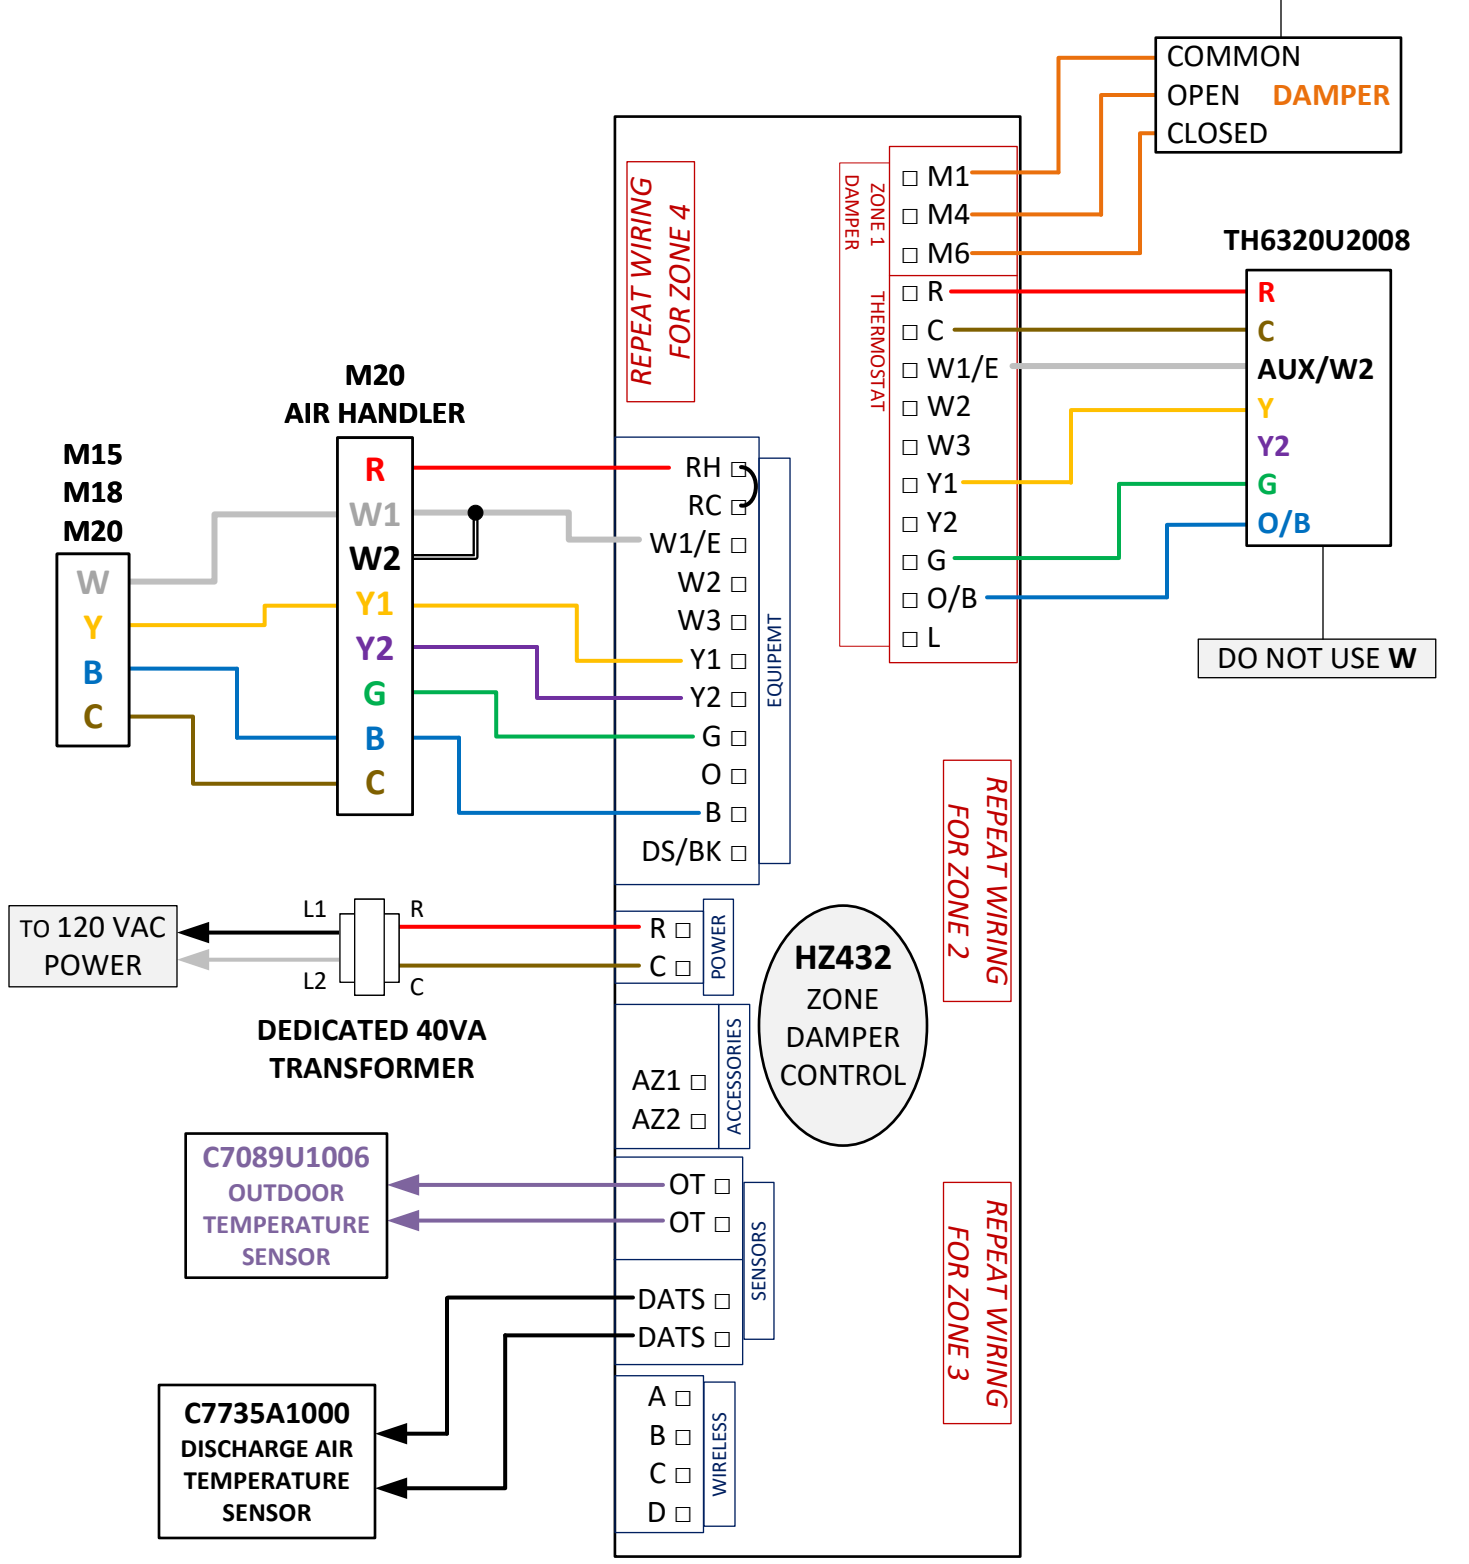 COMMON
OPEN DAMPER
CLOSED
TH6320U2008
R
C
AUX/W2
Y
Y2
G
O/B
DO NOT USE W
ZONE 1
DAMPER
M1
M4
M6
THERMOSTAT
R
C
W1/E
W2
W3
Y1
Y2
G
O/B
L
REPEAT WIRING
FOR ZONE 4
M20
AIR HANDLER
R
W1
W2
Y1
Y2
G
B
C
M15
M18
M20
W
Y
B
C
RH
RC
W1/E
W2
W3
Y1
Y2
G
O
B
DS/BK
EQUIPEMT
REPEAT WIRING
FOR ZONE 2
TO 120 VAC
POWER
L1
L2
R
C
DEDICATED 40VA
TRANSFORMER
R
C
POWER
HZ432
ZONE
DAMPER
CONTROL
AZ1
AZ2
ACCESSORIES
C7089U1006
OUTDOOR
TEMPERATURE
SENSOR
OT
OT
DATS
DATS
SENSORS
REPEAT WIRING
FOR ZONE 3
C7735A1000
DISCHARGE AIR
TEMPERATURE
SENSOR
A
B
C
D
WIRELESS